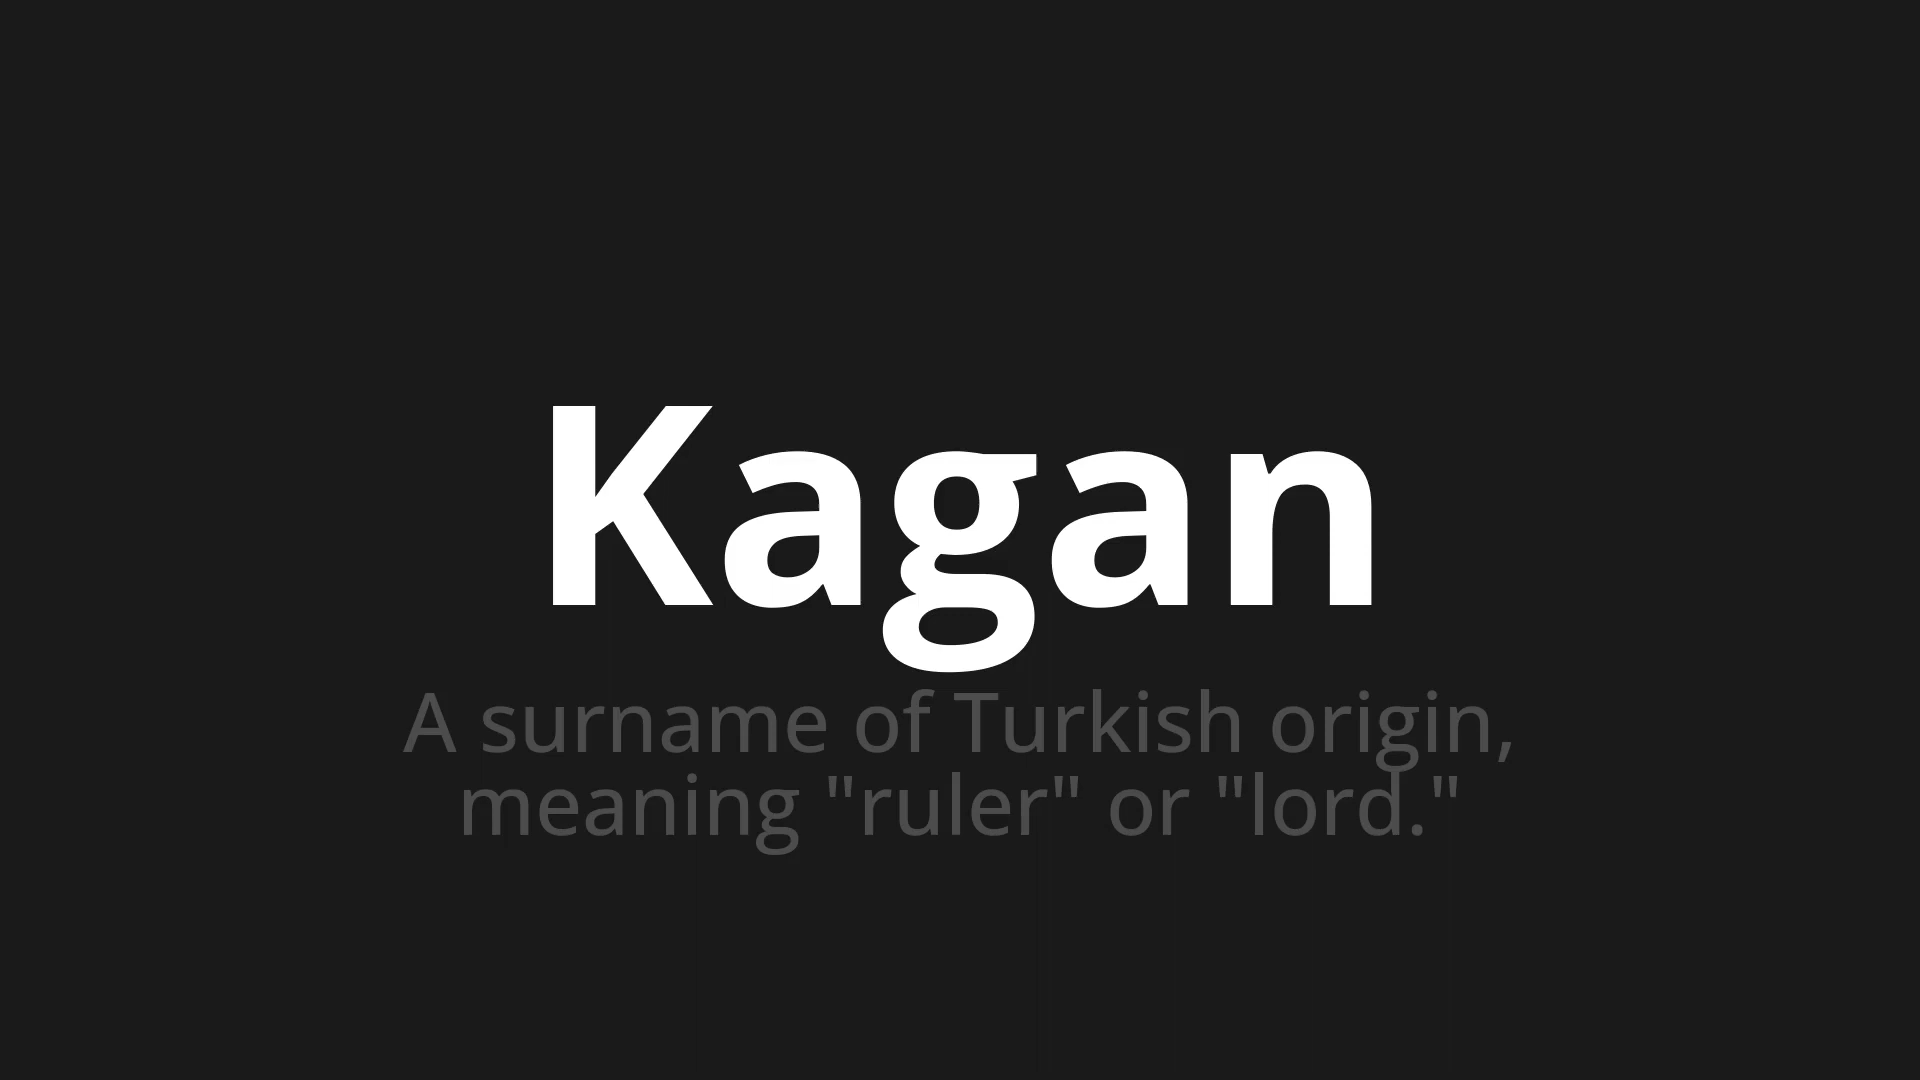 Kagan
A surname of Turkish origin,
meaning "ruler" or "lord."